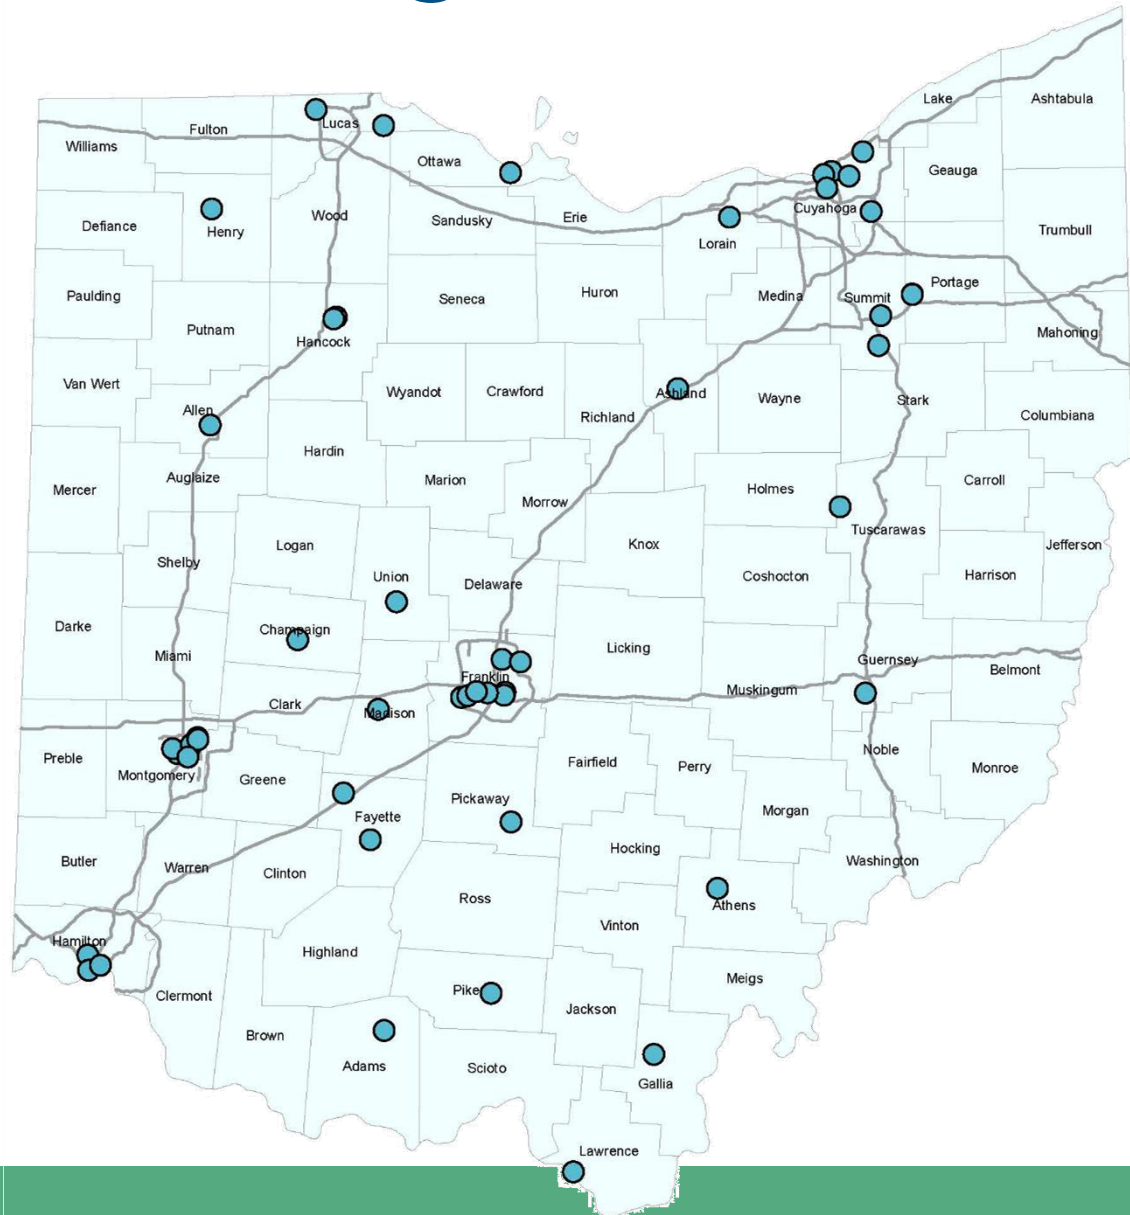 Lake
Ashtabula
Lucas
Fulton
Williams
Ottawa
Geauga
Cuyahoga
Wood
Erie
Sandusky
Defiance
Henry
Trumbull
Lorain
Portage
Paulding
Huron
Medina
Summit
Seneca
Putnam
Mahoning
Hancock
Van Wert
Wyandot
Crawford
Ashland
Wayne
Stark
Allen
Richland
Columbiana
Hardin
Auglaize
Marion
Carroll
Mercer
Holmes
Morrow
Tuscarawas
Logan
Knox
Jefferson
Shelby
Union
Coshocton
Harrison
Delaware
Darke
Champaign
Licking
Miami
Guernsey
Belmont
Franklin
Muskingum
Clark
Madison
Noble
Preble
Fairfield
Perry
Monroe
Montgomery
Greene
Pickaway
Morgan
Fayette
Hocking
Butler
Warren
Clinton
Washington
Ross
Athens
Vinton
Hamilton
Highland
Meigs
Pike
Clermont
Jackson
Brown
Adams
Scioto
Gallia
Lawrence